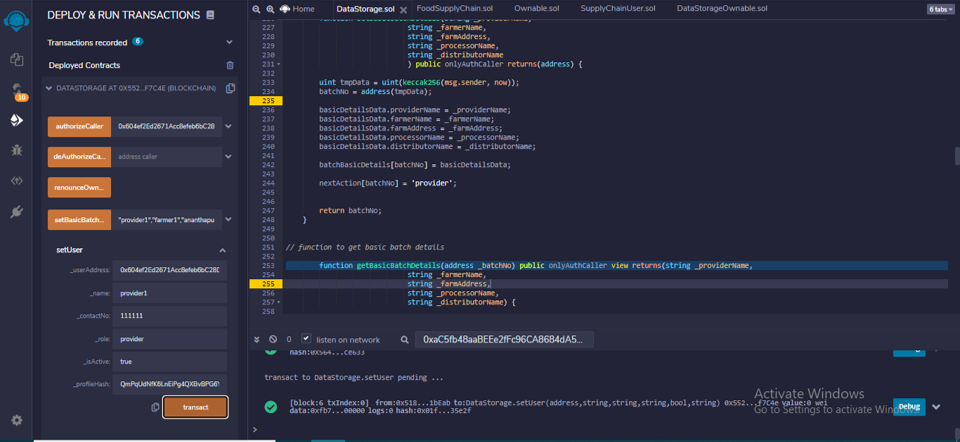 DEPLOY & RUN TRANSACTIONS
Transactions recorded 6
Deployed Contracts
DATASTORAGE AT 0X552...F7C4E (BLOCKCHAIN)
authorizeCaller
deAuthorizeCa... address caller
renounceOwn...
setBasicBatch... "provider1","farmer1","ananthapu
setUser
_userAddress:
_name: provider1
_contactNo: 111111
_role: provider
_isActive: true
_profileHash:
transact
10
Home DataStorage.sol FoodSupplyChain.sol Ownable.sol SupplyChainUser.sol DataStorageOwnable.sol 6 tabs
227 string _farmerName,
228 string _farmAddress,
229 string _processorName,
230 string _distributorName
231 ) public onlyAuthCaller returns(address) {
232
233 uint tmpData = uint(keccak256(msg.sender, now));
234 batchNo = address(tmpData);
235
236 basicDetailsData.providerName = _providerName;
237 basicDetailsData.farmerName = _farmerName;
238 basicDetailsData.farmAddress = _farmAddress;
239 basicDetailsData.processorName = _processorName;
240 basicDetailsData.distributorName = _distributorName;
241
242 batchBasicDetails[batchNo] = basicDetailsData;
243
244 nextAction[batchNo] = 'provider';
245
246
247 return batchNo;
248 }
249
250
251 // function to get basic batch details
252
253 function getBasicBatchDetails(address _batchNo) public onlyAuthCaller view returns(string _providerName,
254 string _farmerName,
255 string _farmAddress,
256 string _processorName,
257 string _distributorName) {
258
0 listen on network 0xaC5fb48aaBEEe2fFc96CA8684dA5...
hash:0x564...ce633
transact to DataStorage.setUser pending ...
[block:6 txIndex:0] from:0x518...1bEab to:DataStorage.setUser(address,string,string,string,bool,string) 0x552...f7C4e value:0 wei
data:0xfb7...00000 logs:0 hash:0x01f...35e2f
Debug
Activate Windows
Go to Settings to activate Windows.
>